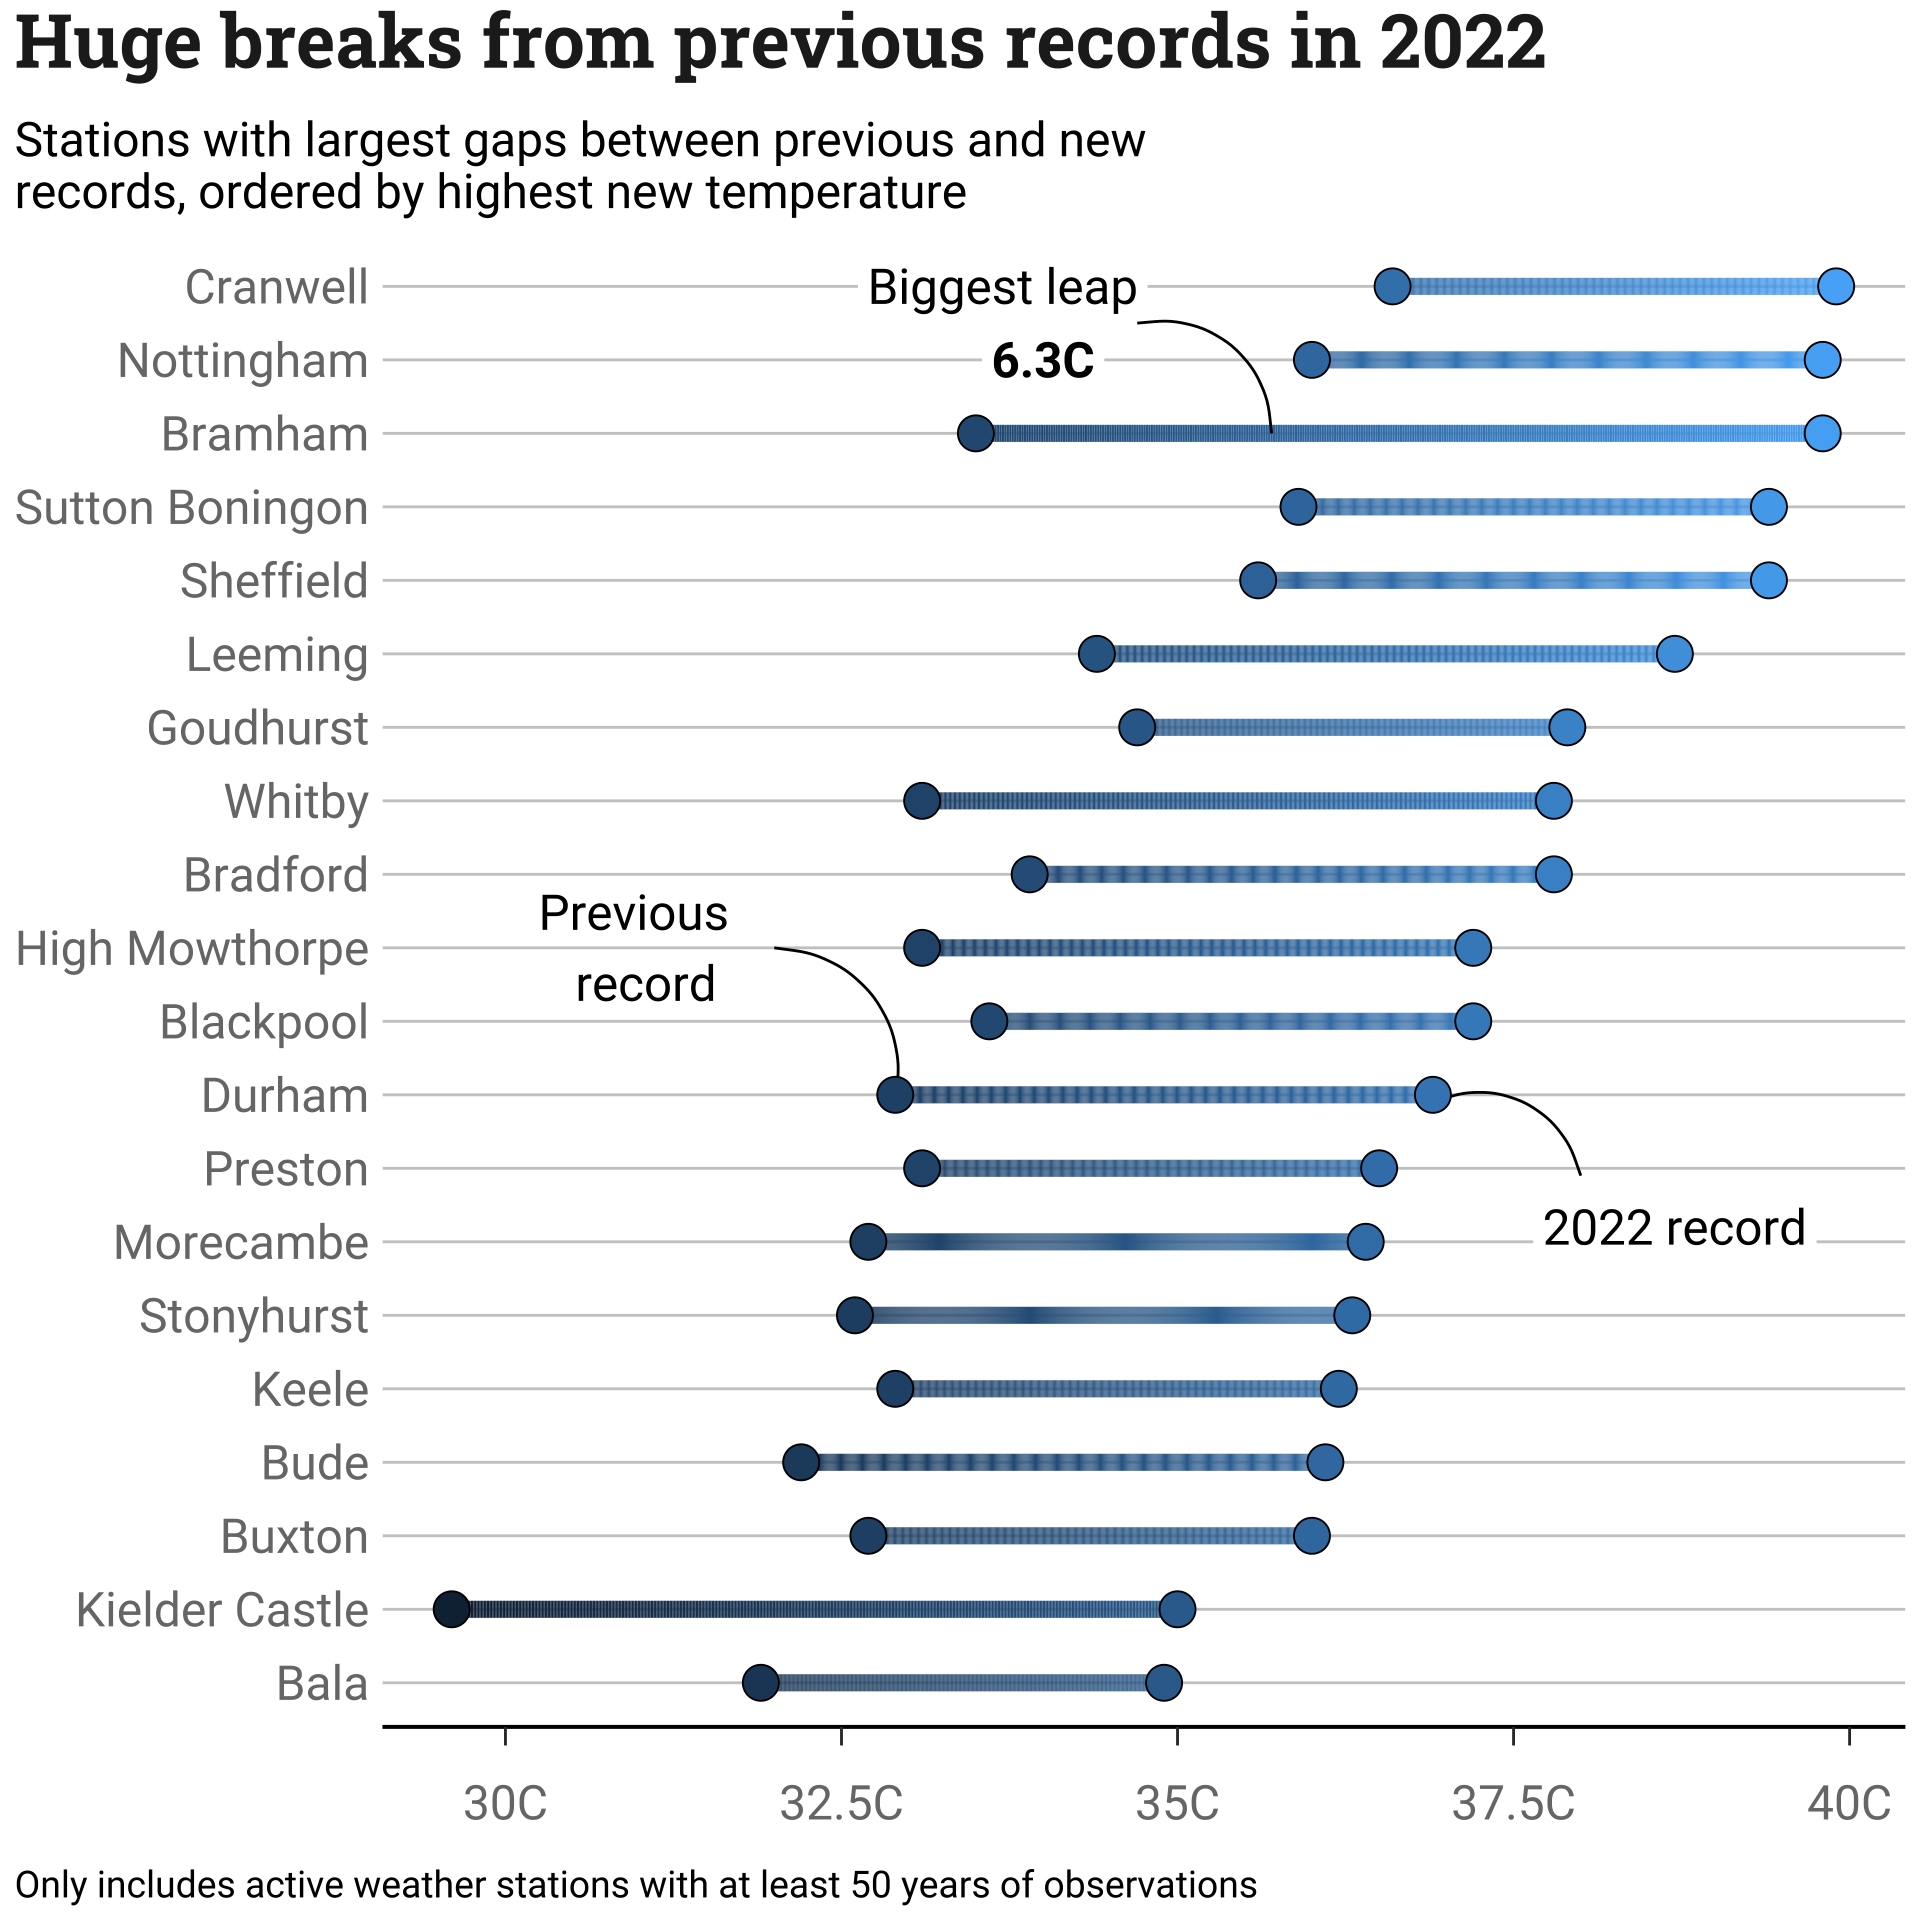 Huge breaks from previous records in 2022
Stations with largest gaps between previous and new
records, ordered by highest new temperature
Cranwell
Biggest leap
Nottingham
6.3C
Bramham
Sutton Boningon
Sheffield
Leeming
Goudhurst
Whitby
Bradford
Previous
High Mowthorpe
record
Blackpool
Durham
Preston
2022 record
Morecambe
Stonyhurst
Keele
Bude
Buxton
Kielder Castle
Bala
30C 32.5C 35C 37.5C 40C
Only includes active weather stations with at least 50 years of observations